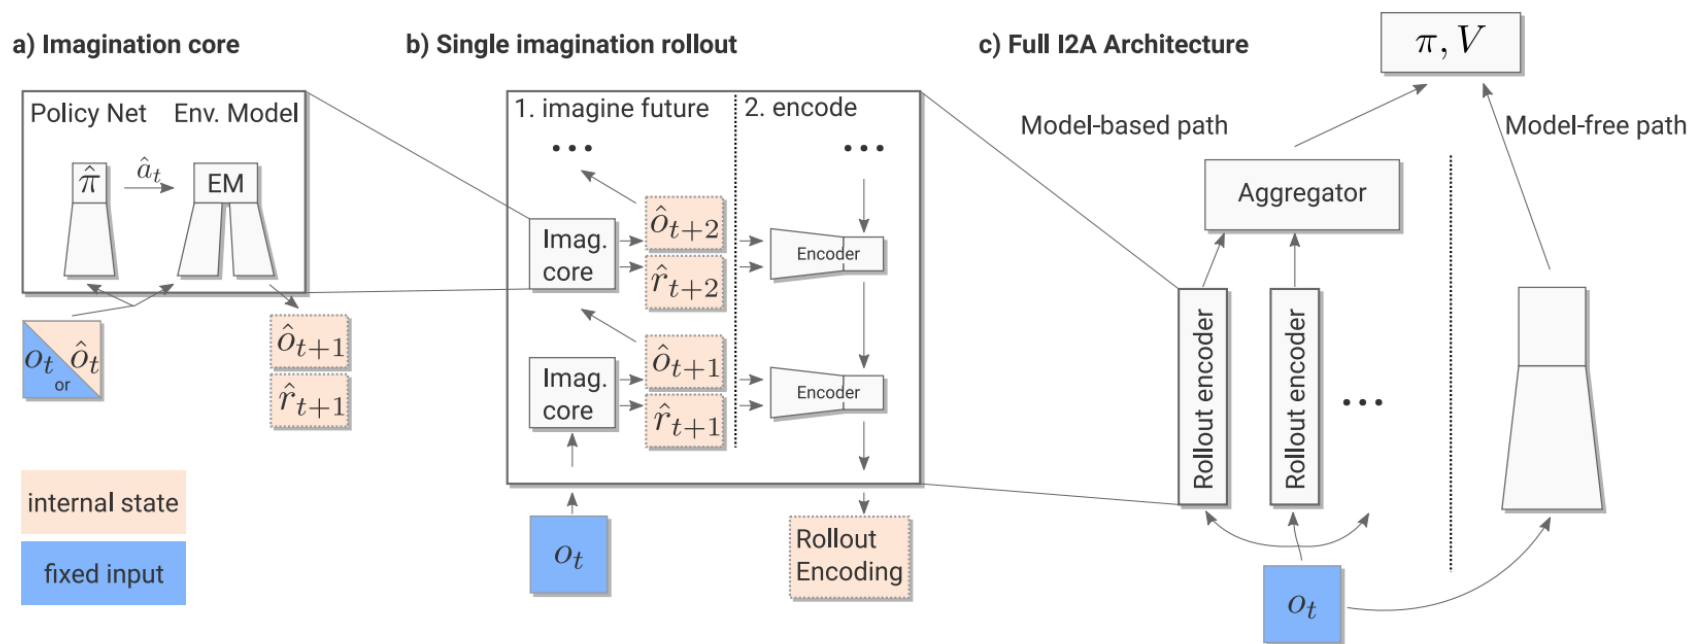 a) Imagination core
Policy Net
Env. Model
π̂
â_t
EM
o_t
or
ô_t
ô_{t+1}
r̂_{t+1}
internal state
fixed input
b) Single imagination rollout
1. imagine future
2. encode
...
...
Imag.
core
ô_{t+2}
r̂_{t+2}
Encoder
Imag.
core
ô_{t+1}
r̂_{t+1}
Encoder
o_t
Rollout
Encoding
c) Full I2A Architecture
π, V
Model-based path
Model-free path
Aggregator
Rollout encoder
Rollout encoder
...
o_t